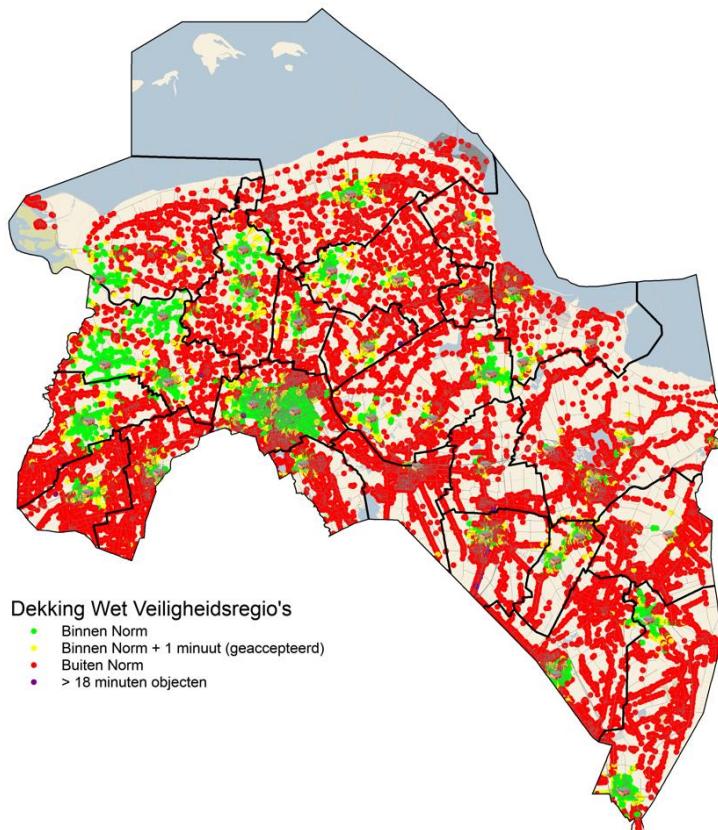 Dekking Wet Veiligheidsregio's
Binnen Norm
Binnen Norm + 1 minuut (geaccepteerd)
Buiten Norm
> 18 minuten objecten